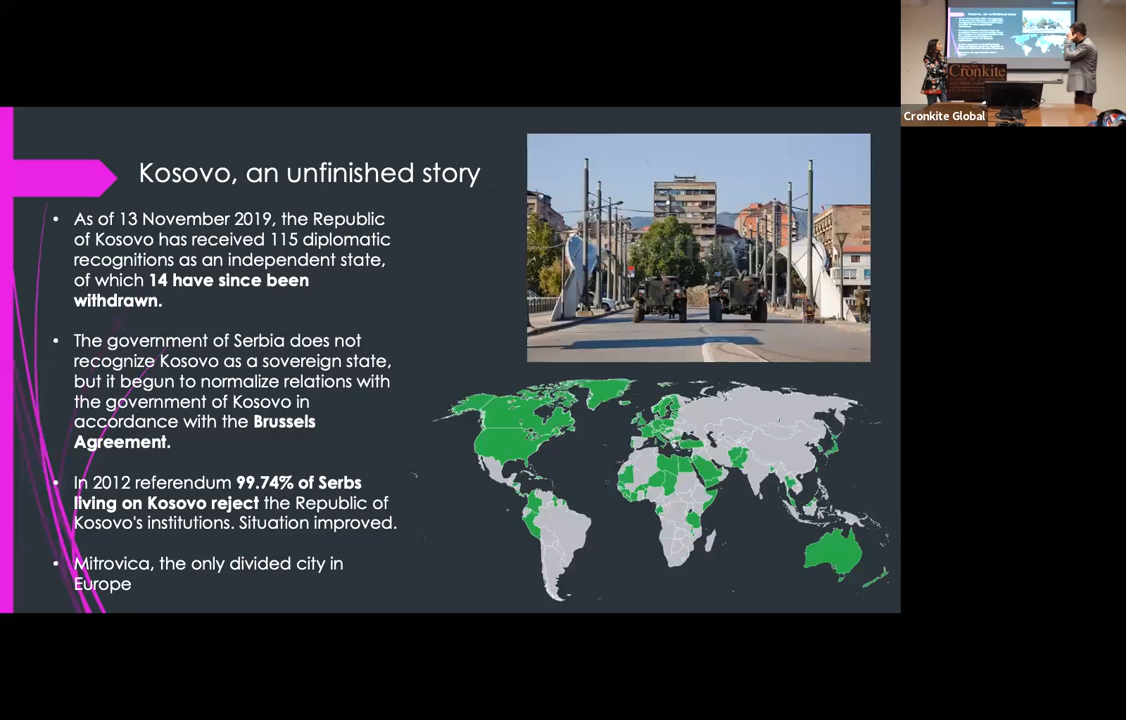 Kosovo, an unfinished story
• As of 13 November 2019, the Republic
of Kosovo has received 115 diplomatic
recognitions as an independent state,
of which 14 have since been
withdrawn.
• The government of Serbia does not
recognize Kosovo as a sovereign state,
but it begun to normalize relations with
the government of Kosovo in
accordance with the Brussels
Agreement.
• In 2012 referendum 99.74% of Serbs
living on Kosovo reject the Republic of
Kosovo's institutions. Situation improved.
• Mitrovica, the only divided city in
Europe
Kosovo, an unfinished story
Cronkite
Cronkite Global